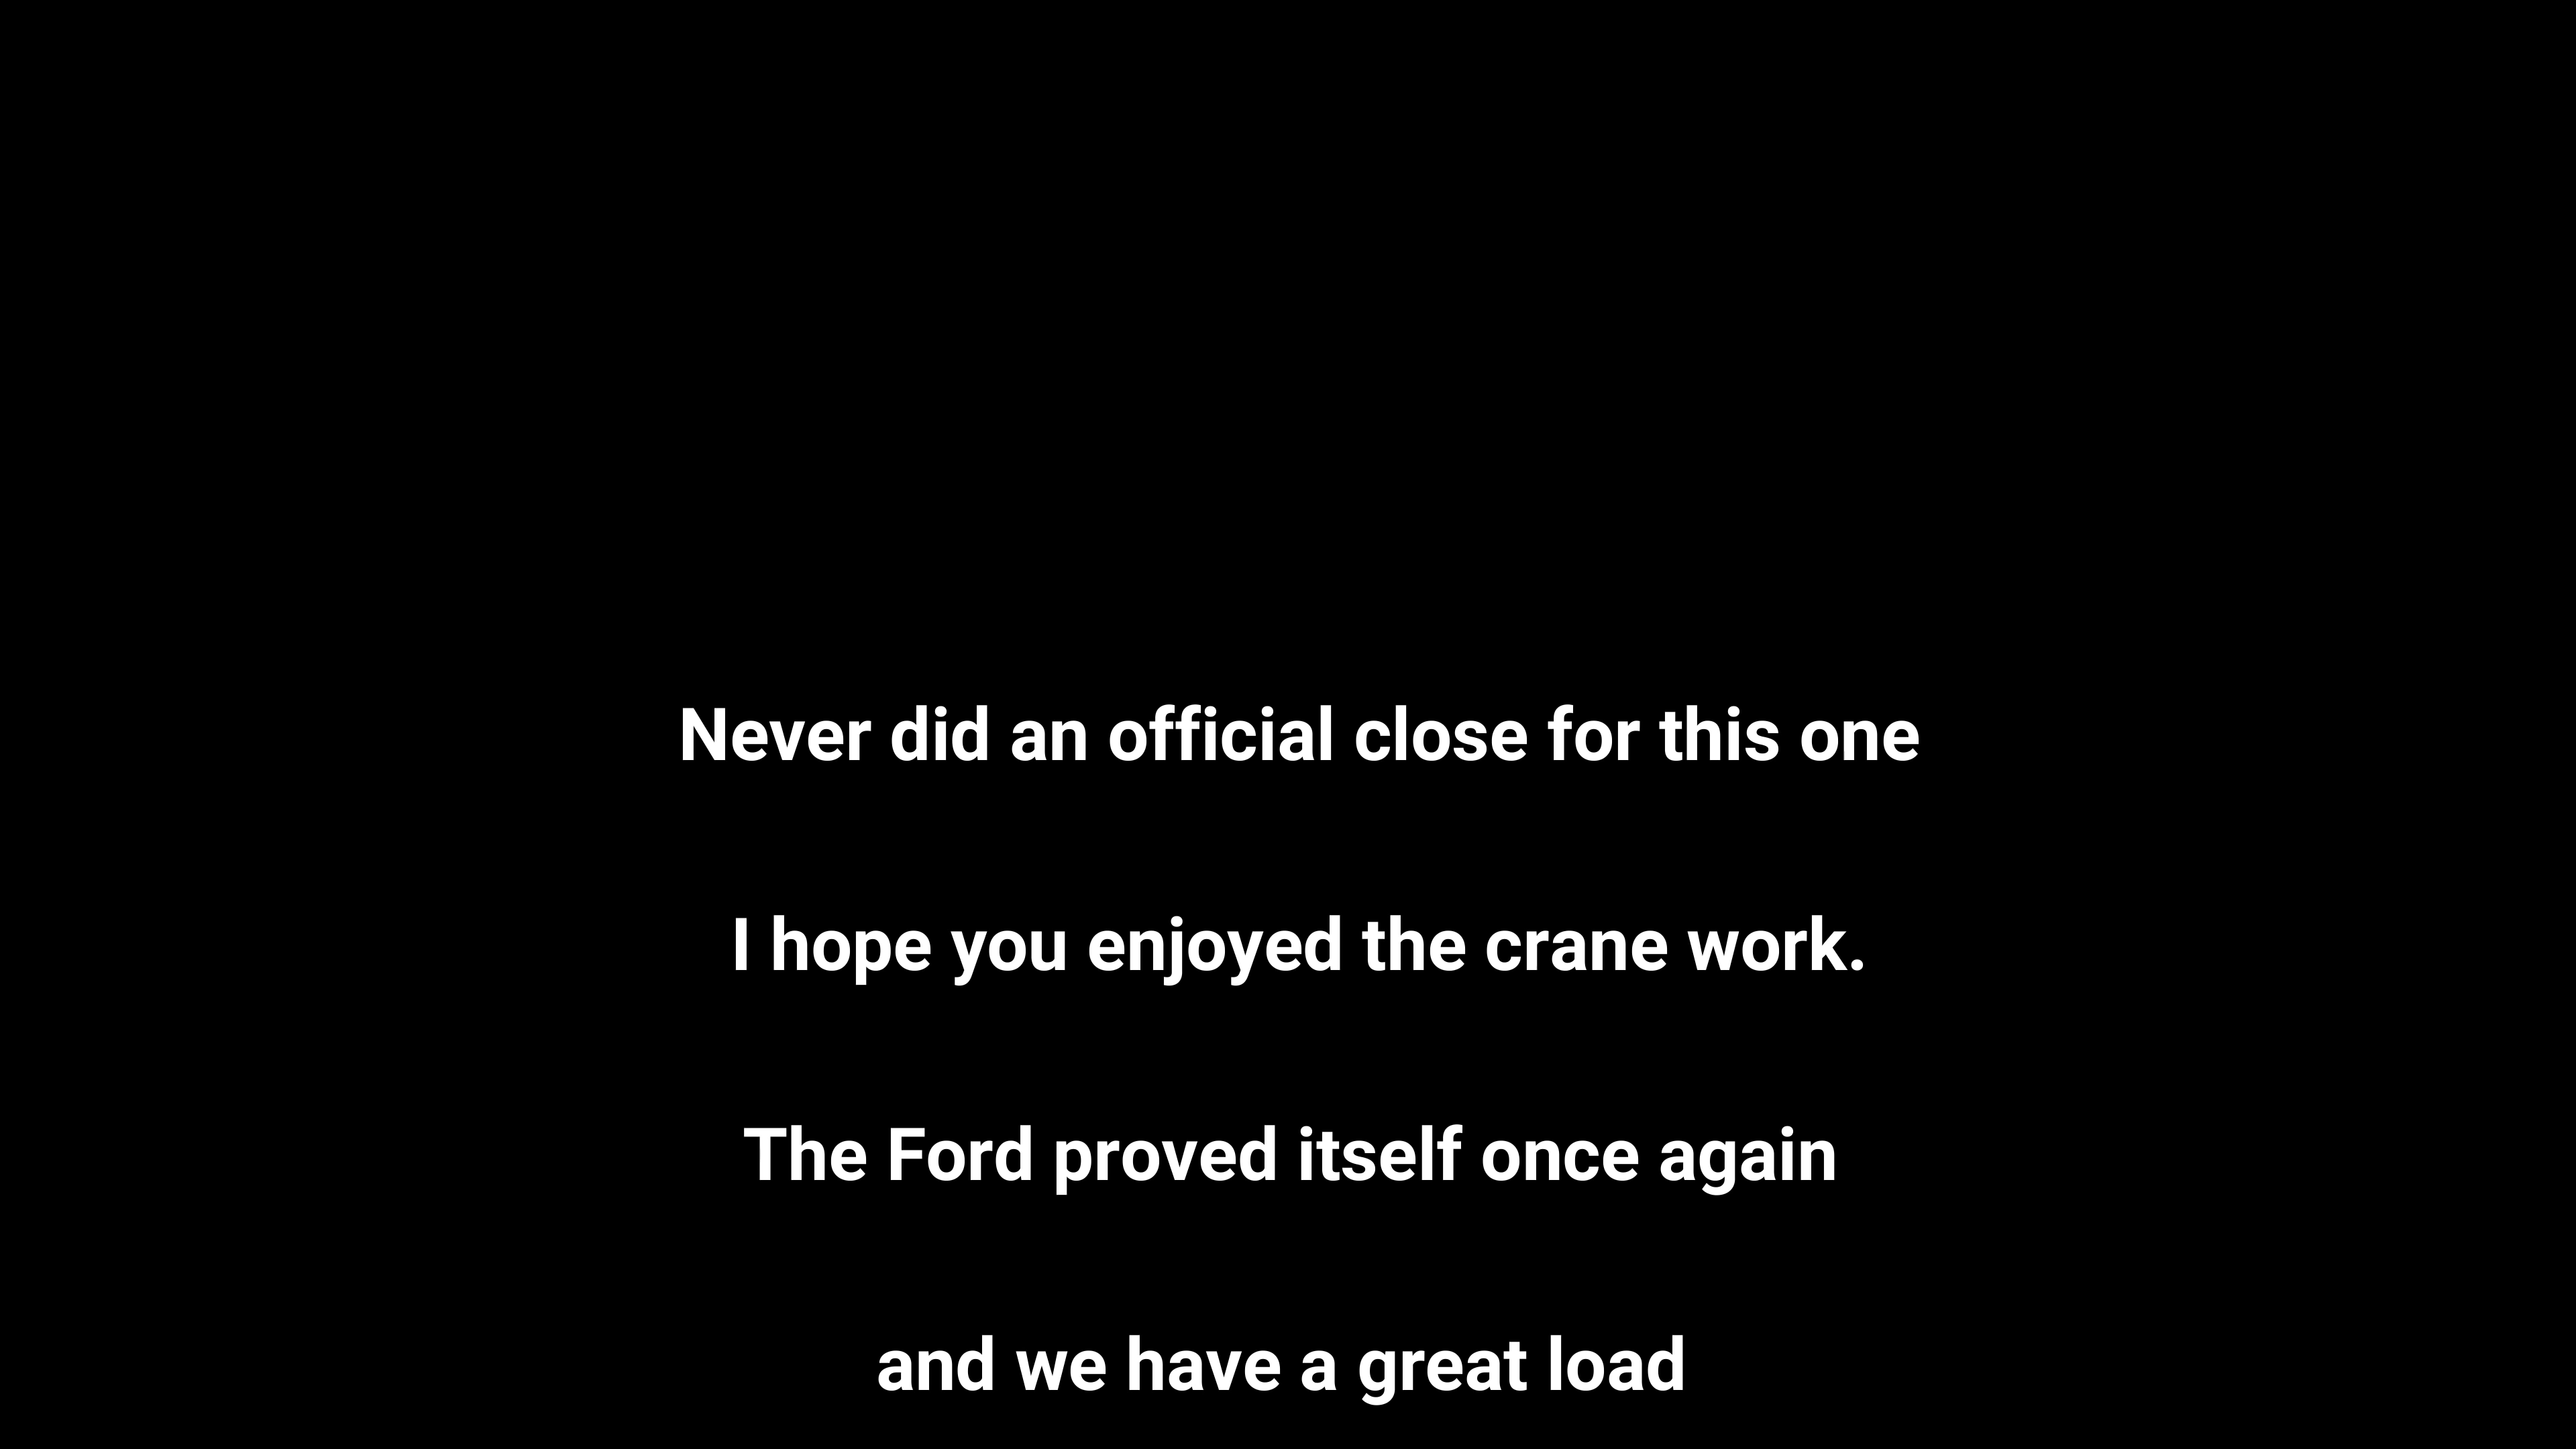 Never did an official close for this one
I hope you enjoyed the crane work.
The Ford proved itself once again
and we have a great load